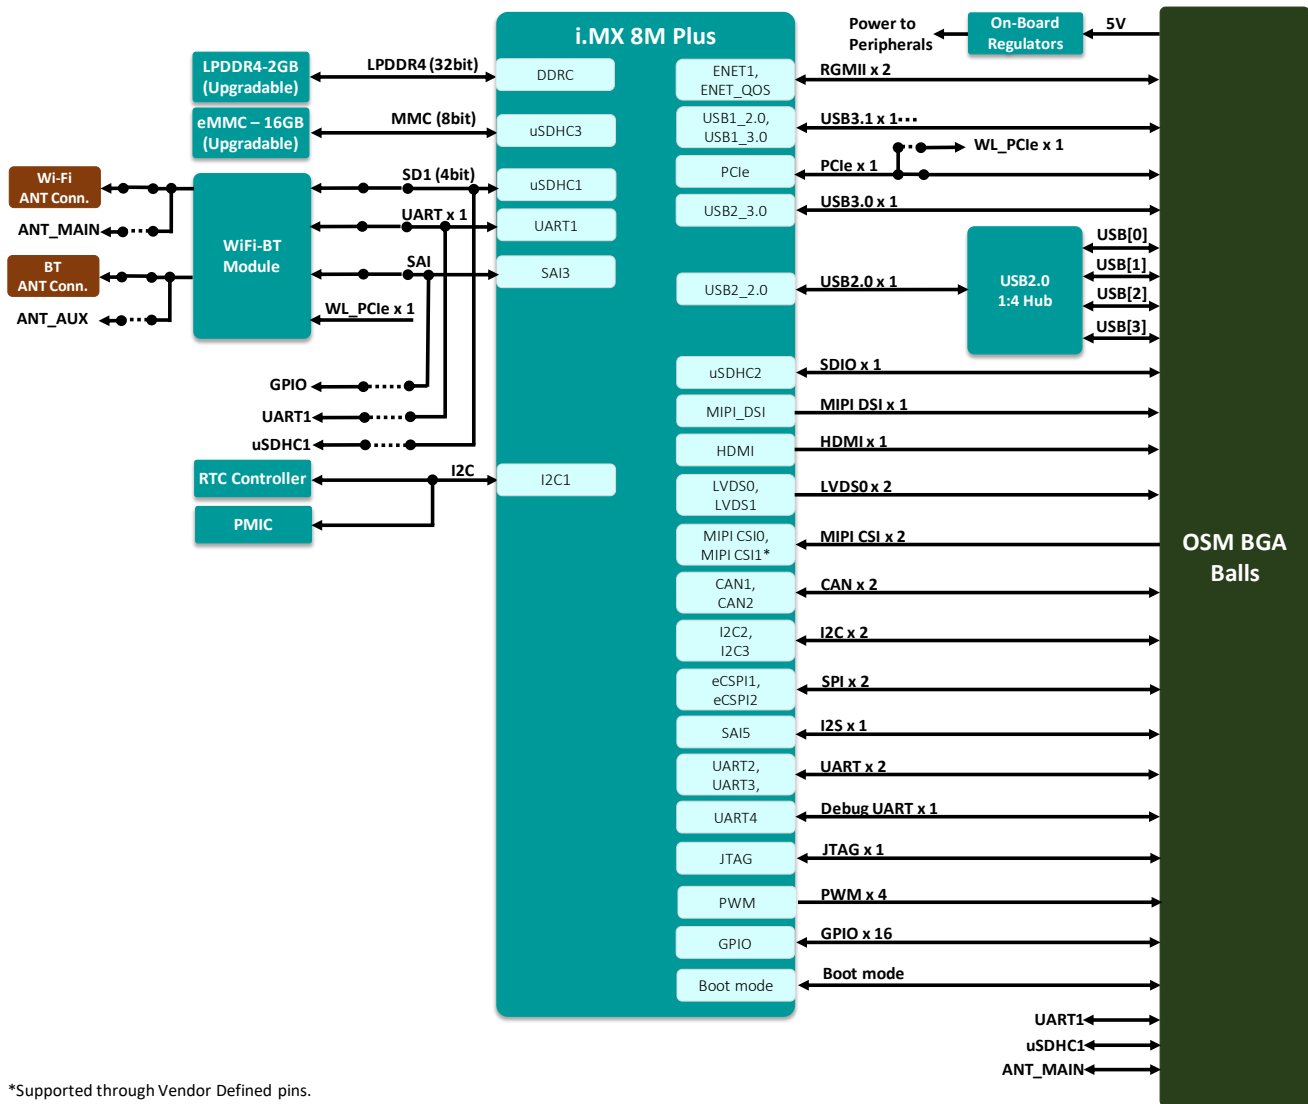 i.MX 8M Plus
Power to
Peripherals
On-Board
Regulators
5V
LPDDR4-2GB
(Upgradable)
LPDDR4 (32bit)
DDRC
ENET1,
ENET_QOS
RGMII x 2
eMMC – 16GB
(Upgradable)
MMC (8bit)
uSDHC3
USB1_2.0,
USB1_3.0
USB3.1 x 1
WL_PCIe x 1
Wi-Fi
ANT Conn.
ANT_MAIN
BT
ANT Conn.
ANT_AUX
WiFi-BT
Module
SD1 (4bit)
uSDHC1
UART x 1
UART1
SAI
SAI3
WL_PCIe x 1
PCIe
PCIe x 1
USB2_3.0
USB3.0 x 1
USB2_2.0
USB2.0 x 1
USB2.0
1:4 Hub
USB[0]
USB[1]
USB[2]
USB[3]
GPIO
UART1
uSDHC1
RTC Controller
I2C
I2C1
PMIC
uSDHC2
SDIO x 1
MIPI_DSI
MIPI DSI x 1
HDMI
HDMI x 1
LVDS0,
LVDS1
LVDS0 x 2
MIPI CSI0,
MIPI CSI1*
MIPI CSI x 2
OSM BGA
Balls
CAN1,
CAN2
CAN x 2
I2C2,
I2C3
I2C x 2
eCSPI1,
eCSPI2
SPI x 2
SAI5
I2S x 1
UART2,
UART3,
UART x 2
UART4
Debug UART x 1
JTAG
JTAG x 1
PWM
PWM x 4
GPIO
GPIO x 16
Boot mode
Boot mode
UART1
uSDHC1
ANT_MAIN
*Supported through Vendor Defined pins.